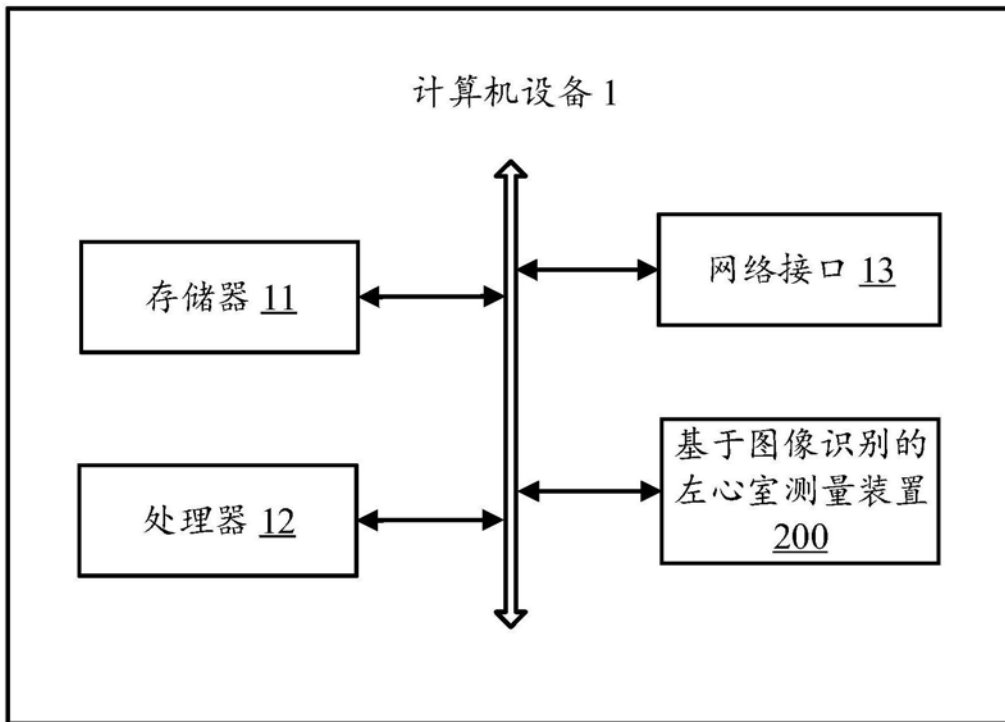 计算机设备 1
存储器 11
网络接口 13
处理器 12
基于图像识别的
左心室测量装置
200